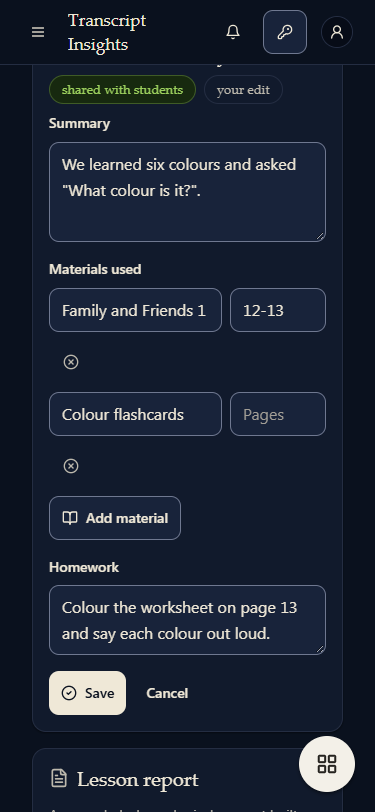 Transcript
Insights
shared with students
your edit
Summary
We learned six colours and asked
"What colour is it?".
Materials used
Family and Friends 1
12-13
Colour flashcards
Pages
Add material
Homework
Colour the worksheet on page 13
and say each colour out loud.
Save
Cancel
Lesson report